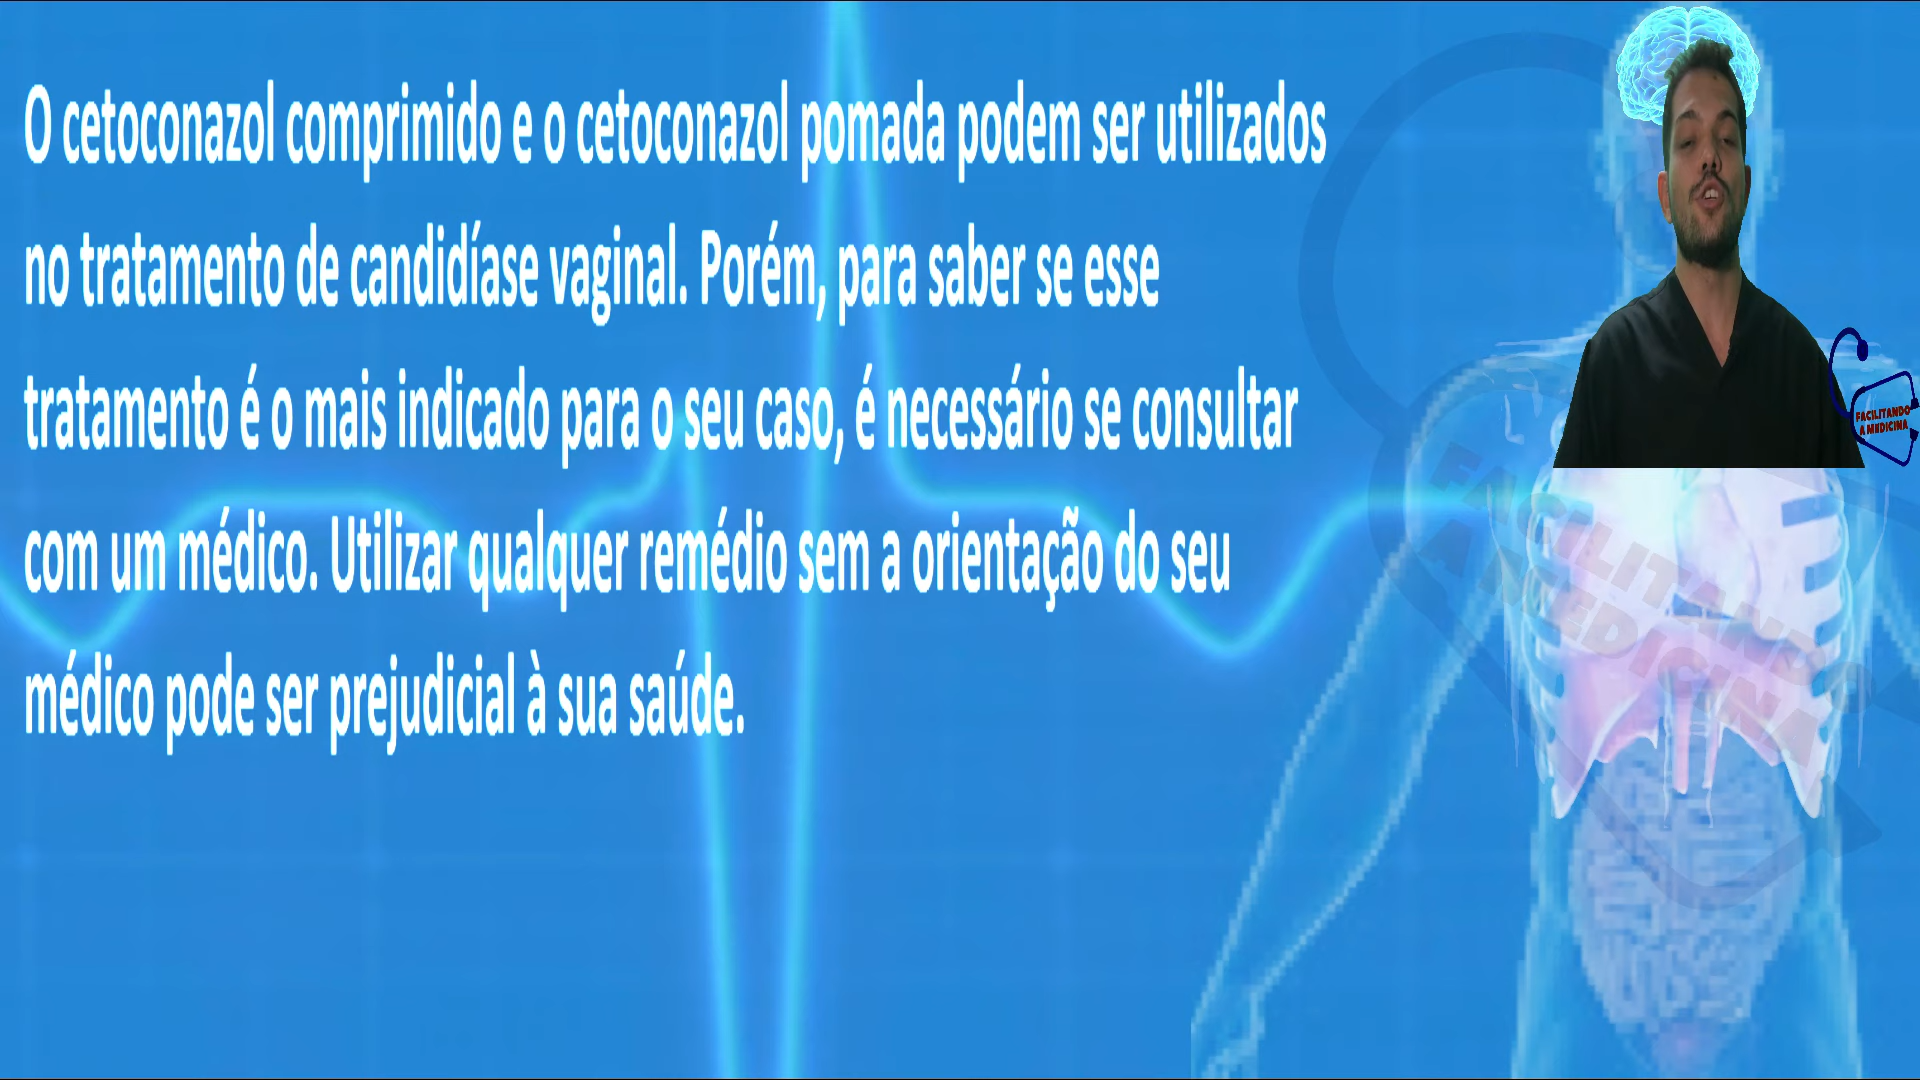 O cetoconazol comprimido e o cetoconazol pomada podem ser utilizados
no tratamento de candidíase vaginal. Porém, para saber se esse
tratamento é o mais indicado para o seu caso, é necessário se consultar
com um médico. Utilizar qualquer remédio sem a orientação do seu
médico pode ser prejudicial à sua saúde.
FACILITANDO
A MEDICINA
FACILITANDO
A MEDICINA